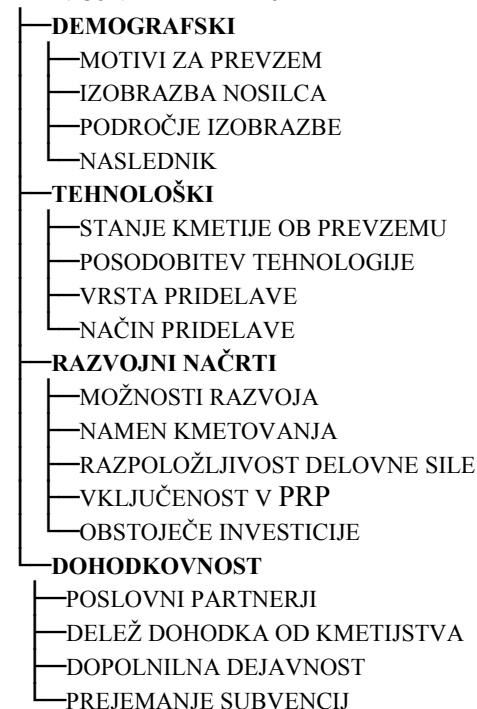 DEMOGRAFSKI
MOTIVI ZA PREVZEM
IZOBRAZBA NOSILCA
PODROČJE IZOBRAZBE
NASLEDNIK
TEHNOLOŠKI
STANJE KMETIJE OB PREVZEMU
POSODOBITEV TEHNOLOGIJE
VRSTA PRIDELAVE
NAČIN PRIDELAVE
RAZVOJNI NAČRTI
MOŽNOSTI RAZVOJA
NAMEN KMETOVANJA
RAZPOLOŽLJIVOST DELOVNE SILE
VKLJUČENOST V PRP
OBSTOJEČE INVESTICIJE
DOHODKOVNOST
POSLOVNI PARTNERJI
DELEŽ DOHODKA OD KMETIJSTVA
DOPOLNILNA DEJAVNOST
PREJEMANJE SUBVENCIJ